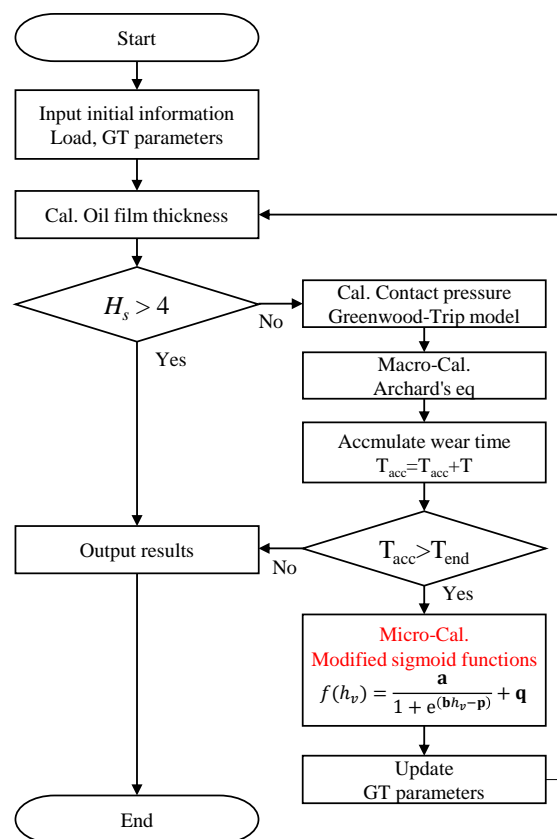 Start
Input initial information
Load, GT parameters
Cal. Oil film thickness
H_s > 4
No
Yes
Cal. Contact pressure
Greenwood-Trip model
Macro-Cal.
Archard's eq
Accmulate wear time
T_acc=T_acc+T
T_acc>T_end
No
Yes
Output results
Micro-Cal.
Modified sigmoid functions
f(h_v) = a / (1 + e^(bh_v−p)) + q
Update
GT parameters
End